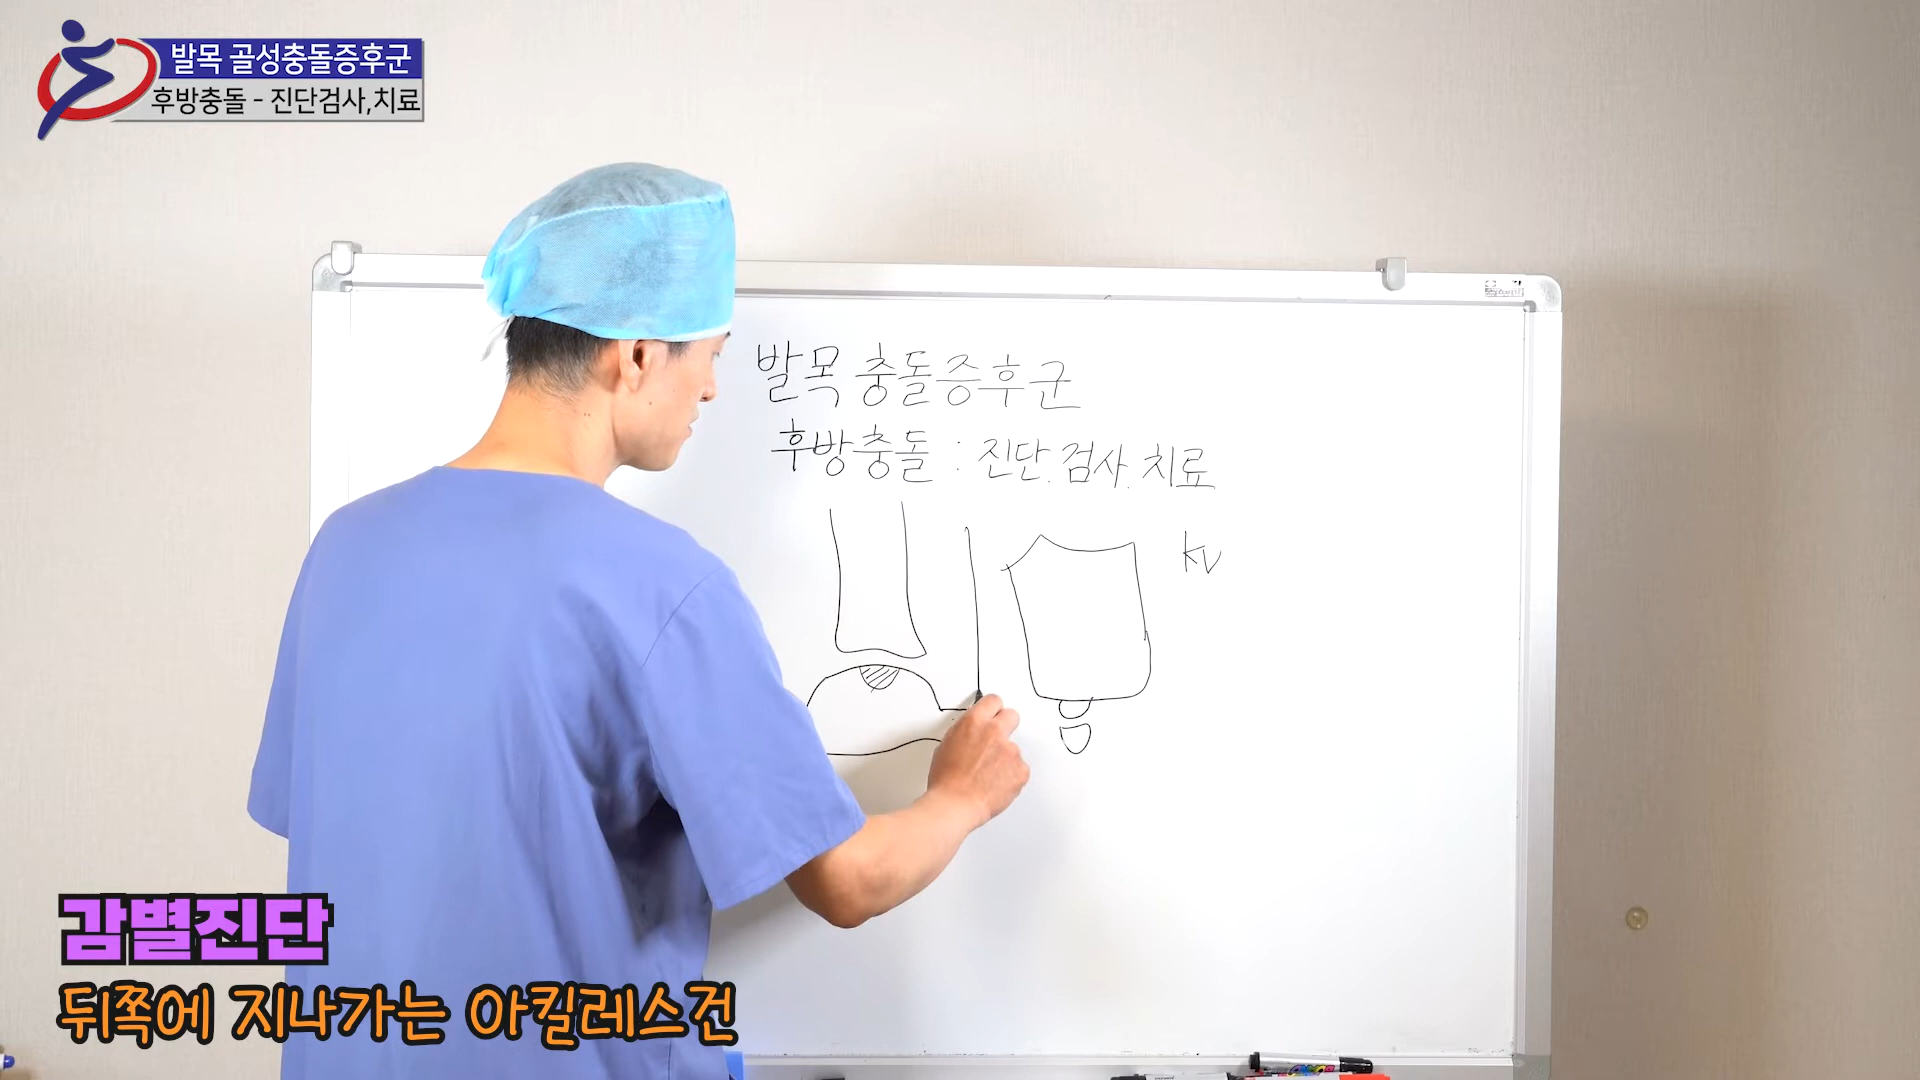 발목 골성충돌증후군
후방충돌 - 진단검사,치료
발목 충돌증후군
후방충돌 : 진단.검사.치료
kv
감별진단
뒤쪽에 지나가는 아킬레스건